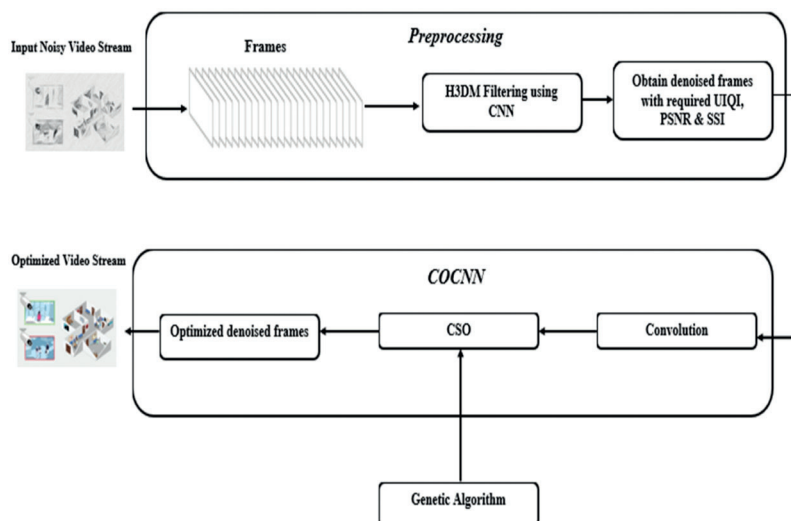 Preprocessing
Input Noisy Video Stream
Frames
H3DM Filtering using
CNN
Obtain denoised frames
with required UIQI,
PSNR & SSI
Optimized Video Stream
COCNN
Optimized denoised frames
CSO
Convolution
Genetic Algorithm